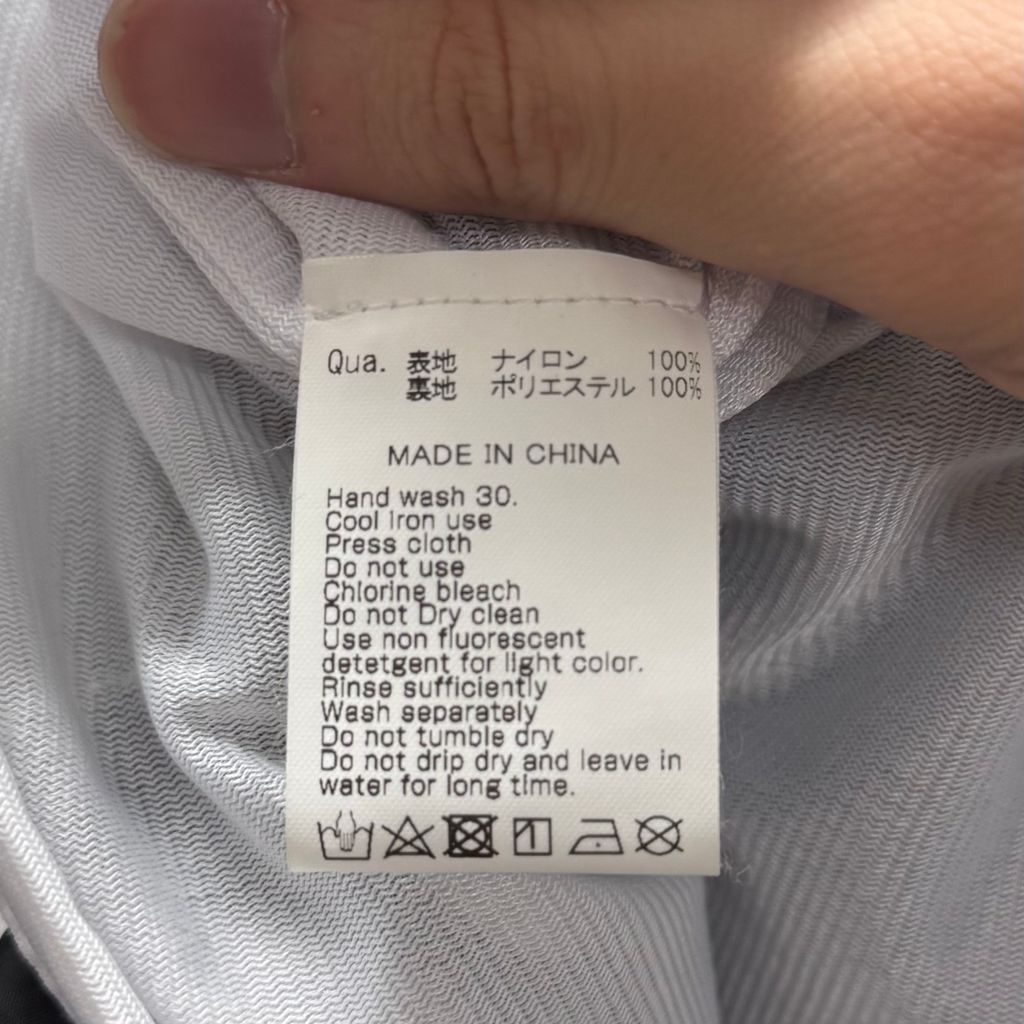 Qua. 表地 ナイロン 100%
裏地 ポリエステル 100%
MADE IN CHINA
Hand wash 30.
Cool Iron use
Press cloth
Do not use
Chlorine bleach
Do not Dry clean
Use non fluorescent
detetgent for light color.
Rinse sufficiently
Wash separately
Do not tumble dry
Do not drip dry and leave in
water for long time.